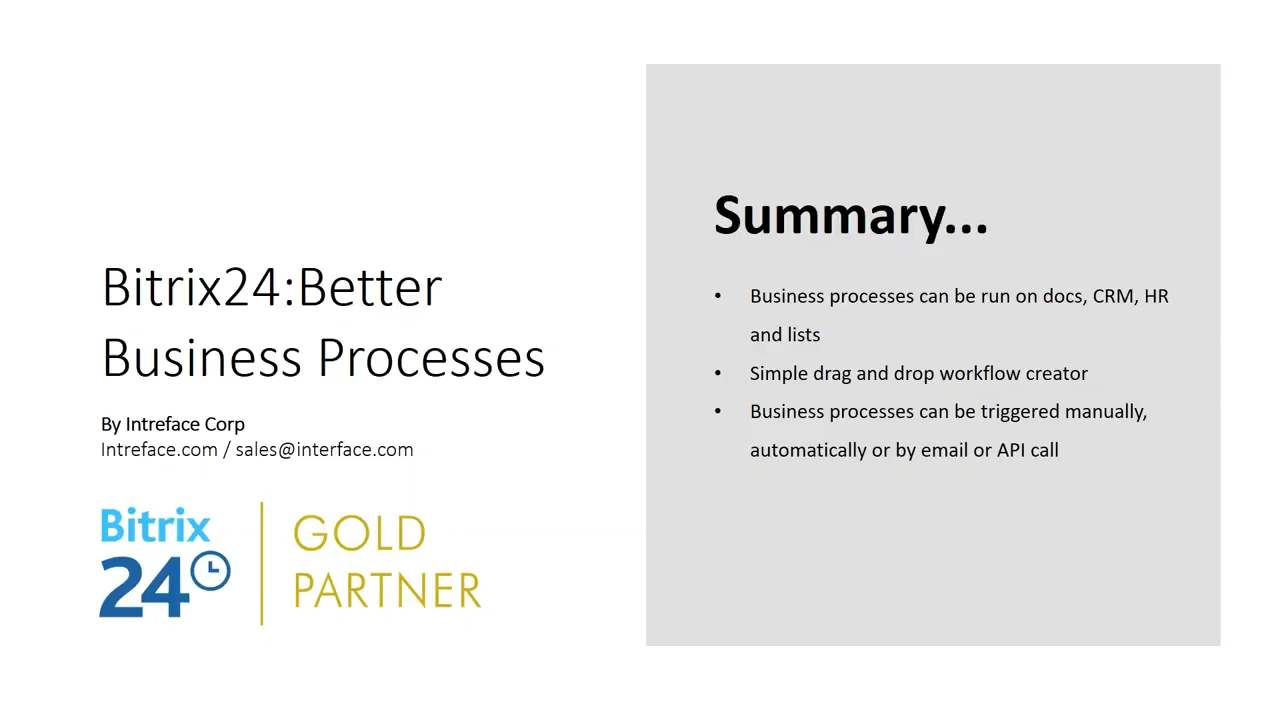 Bitrix24:Better
Business Processes
By Intreface Corp
Intreface.com / sales@interface.com
Bitrix
24
GOLD
PARTNER
Summary...
• Business processes can be run on docs, CRM, HR
and lists
• Simple drag and drop workflow creator
• Business processes can be triggered manually,
automatically or by email or API call